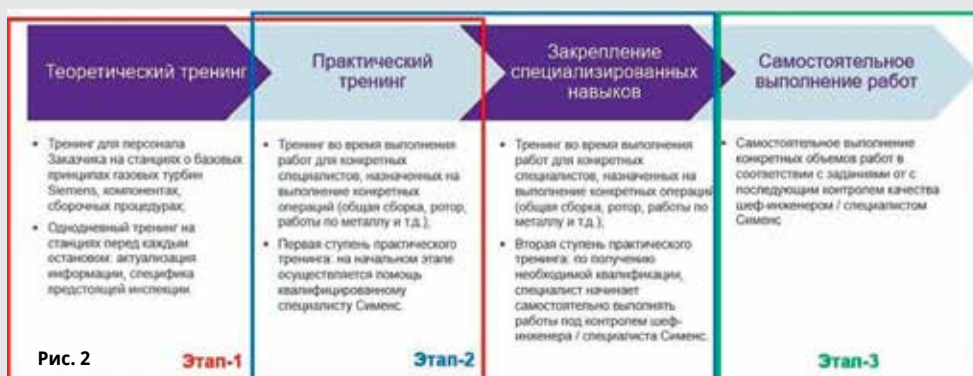 Теоретический тренинг
Практический
тренинг
Закрепление
специализированных
навыков
Самостоятельное
выполнение работ
• Тренинг для персонала
Заказчика на станциях о базовых
принципах газовых турбин
Siemens, компонентах,
сборочных процедурах;
• Однодневный тренинг на
станциях перед каждым
остановом: актуализация
информации, специфика
предстоящей инспекции
• Тренинг во время выполнения
работ для конкретных
специалистов, назначенных на
выполнение конкретных
операций (общая сборка, ротор,
работы по металлу и т.д.);
• Первая ступень практического
тренинга: на начальном этапе
осуществляется помощь
квалифицированному
специалисту Сименс.
• Тренинг во время выполнения
работ для конкретных
специалистов, назначенных на
выполнение конкретных операций
(общая сборка, ротор, работы по
металлу и т.д.);
• Вторая ступень практического
тренинга: по получению
необходимой квалификации,
специалист начинает
самостоятельно выполнять
работы под контролем шеф-
инженера / специалиста Сименс.
• Самостоятельное выполнение
конкретных объемов работ в
соответствии с заданиями от с
последующим контролем качества
шеф-инженером / специалистом
Сименс
Рис. 2
Этап-1
Этап-2
Этап-3